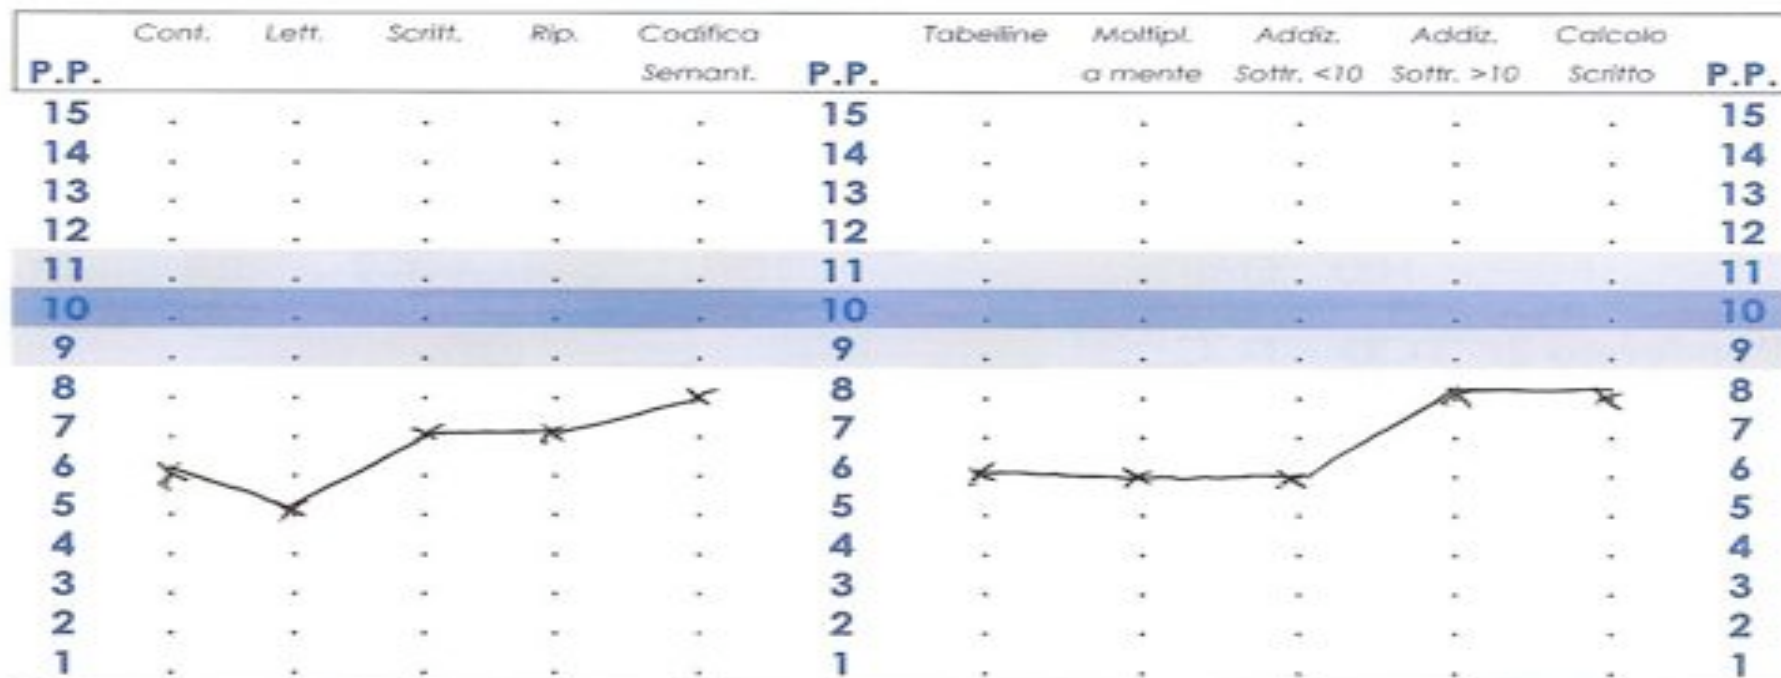 Cont. Lett. Scritt. Rip. Codifica Tabelline Moltipl. Addiz. Addiz. Calcolo
P.P. Semant. P.P. a mente Sottr. <10 Sottr. >10 Scritto P.P.
15 15 15
14 14 14
13 13 13
12 12 12
11 11 11
10 10 10
9 9 9
8 8 8
7 7 7
6 6 6
5 5 5
4 4 4
3 3 3
2 2 2
1 1 1